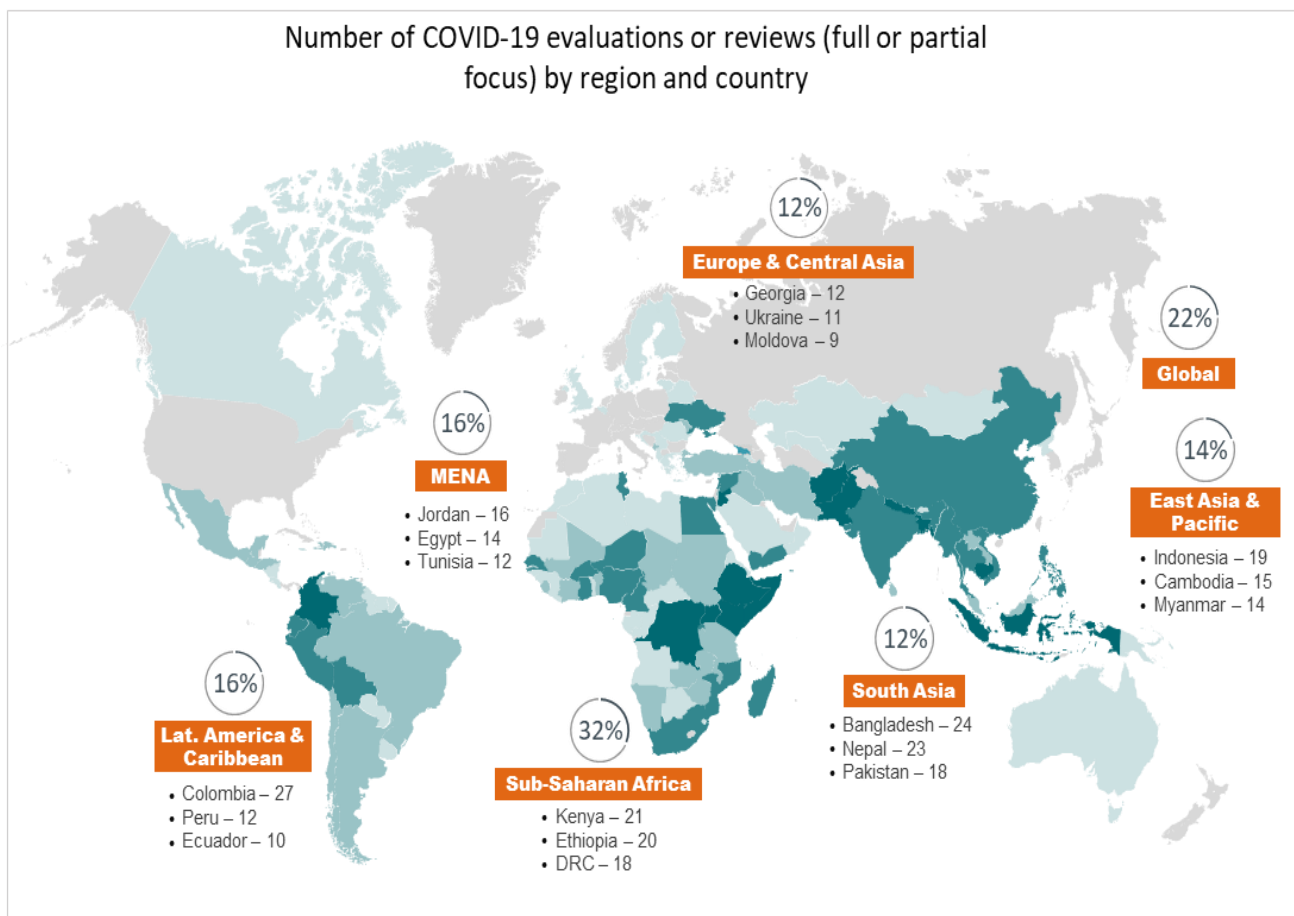 Number of COVID-19 evaluations or reviews (full or partial
focus) by region and country
12%
Europe & Central Asia
• Georgia – 12
• Ukraine – 11
• Moldova – 9
22%
Global
16%
MENA
• Jordan – 16
• Egypt – 14
• Tunisia – 12
14%
East Asia &
Pacific
• Indonesia – 19
• Cambodia – 15
• Myanmar – 14
12%
South Asia
• Bangladesh – 24
• Nepal – 23
• Pakistan – 18
16%
Lat. America &
Caribbean
• Colombia – 27
• Peru – 12
• Ecuador – 10
32%
Sub-Saharan Africa
• Kenya – 21
• Ethiopia – 20
• DRC – 18